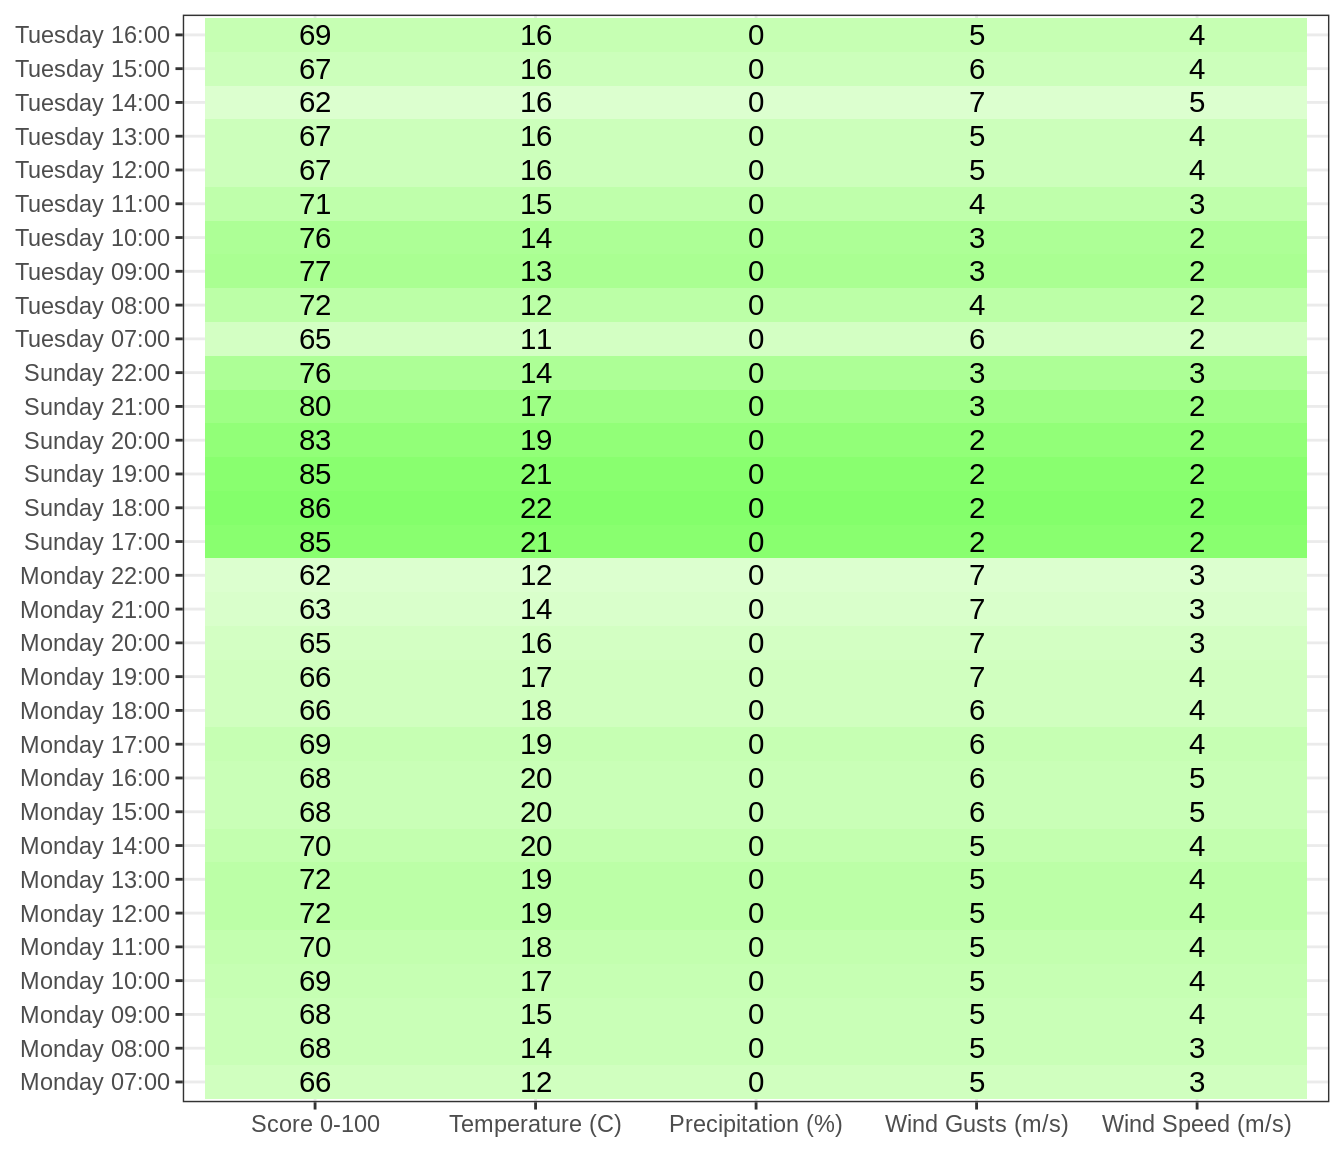 Tuesday 16:00 69 16 0 5 4
Tuesday 15:00 67 16 0 6 4
Tuesday 14:00 62 16 0 7 5
Tuesday 13:00 67 16 0 5 4
Tuesday 12:00 67 16 0 5 4
Tuesday 11:00 71 15 0 4 3
Tuesday 10:00 76 14 0 3 2
Tuesday 09:00 77 13 0 3 2
Tuesday 08:00 72 12 0 4 2
Tuesday 07:00 65 11 0 6 2
Sunday 22:00 76 14 0 3 3
Sunday 21:00 80 17 0 3 2
Sunday 20:00 83 19 0 2 2
Sunday 19:00 85 21 0 2 2
Sunday 18:00 86 22 0 2 2
Sunday 17:00 85 21 0 2 2
Monday 22:00 62 12 0 7 3
Monday 21:00 63 14 0 7 3
Monday 20:00 65 16 0 7 3
Monday 19:00 66 17 0 7 4
Monday 18:00 66 18 0 6 4
Monday 17:00 69 19 0 6 4
Monday 16:00 68 20 0 6 5
Monday 15:00 68 20 0 6 5
Monday 14:00 70 20 0 5 4
Monday 13:00 72 19 0 5 4
Monday 12:00 72 19 0 5 4
Monday 11:00 70 18 0 5 4
Monday 10:00 69 17 0 5 4
Monday 09:00 68 15 0 5 4
Monday 08:00 68 14 0 5 3
Monday 07:00 66 12 0 5 3
Score 0-100 Temperature (C) Precipitation (%) Wind Gusts (m/s) Wind Speed (m/s)